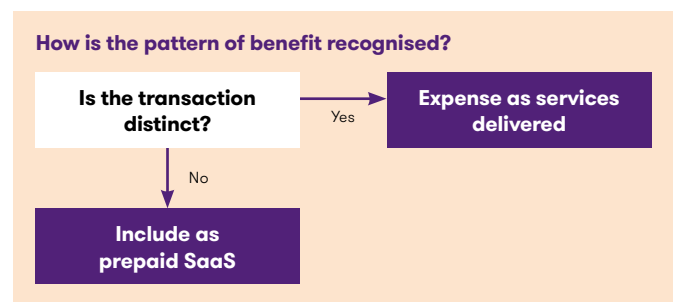 How is the pattern of benefit recognised?
Is the transaction
distinct?
Yes
Expense as services
delivered
No
Include as
prepaid SaaS